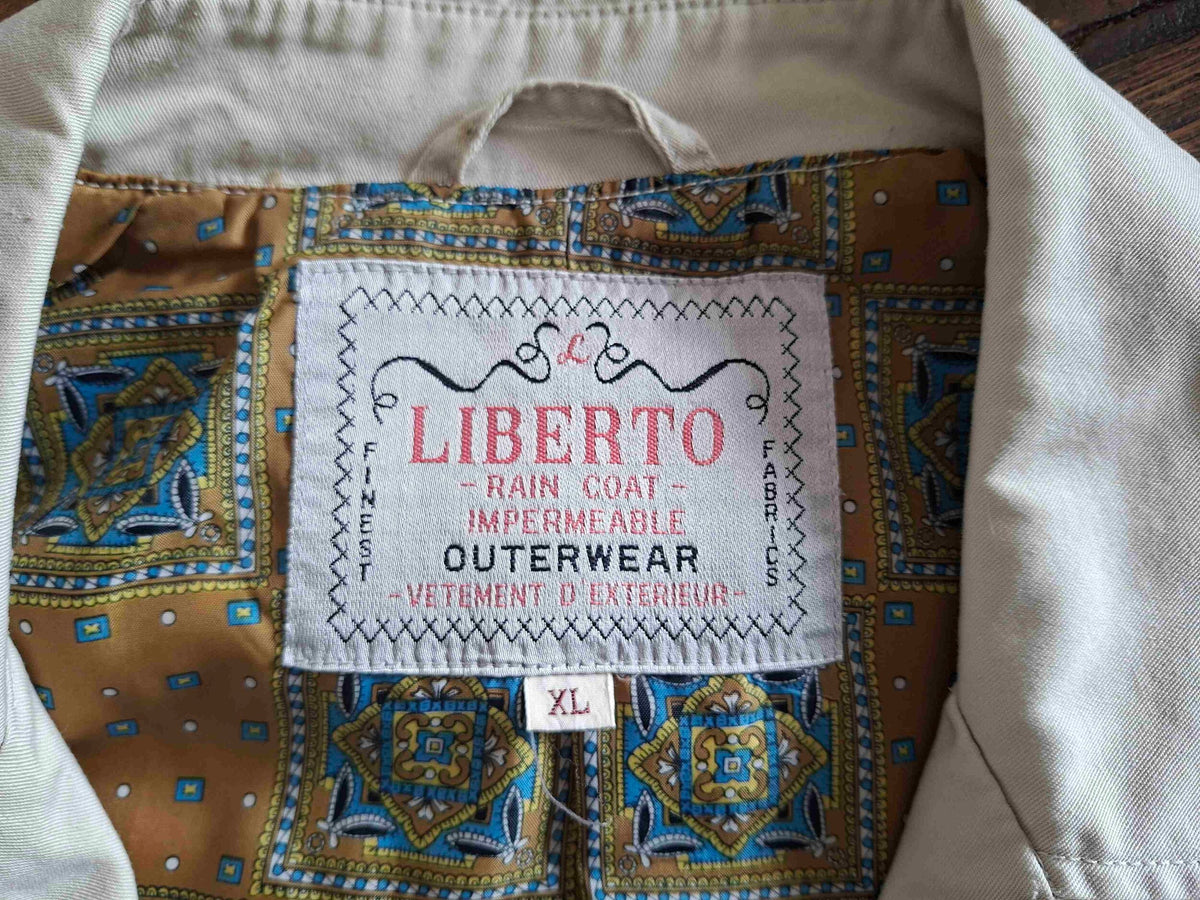 L
LIBERTO
- RAIN COAT -
IMPERMEABLE
OUTERWEAR
-VETEMENT D'EXTERIEUR-
FINEST
FABRICS
XL